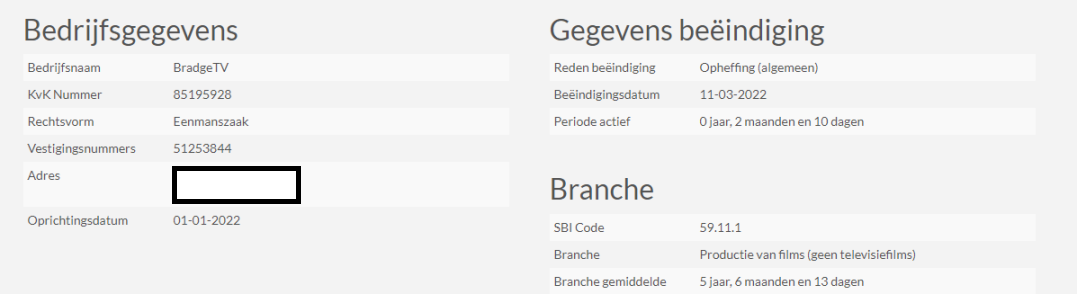 Bedrijfsgegevens
Bedrijfsnaam BradgeTV
KvK Nummer 85195928
Rechtsvorm Eenmanszaak
Vestigingsnummers 51253844
Adres
Oprichtingsdatum 01-01-2022
Gegevens beëindiging
Reden beëindiging Opheffing (algemeen)
Beëindigingsdatum 11-03-2022
Periode actief 0 jaar, 2 maanden en 10 dagen
Branche
SBI Code 59.11.1
Branche Productie van films (geen televisiefilms)
Branche gemiddelde 5 jaar, 6 maanden en 13 dagen